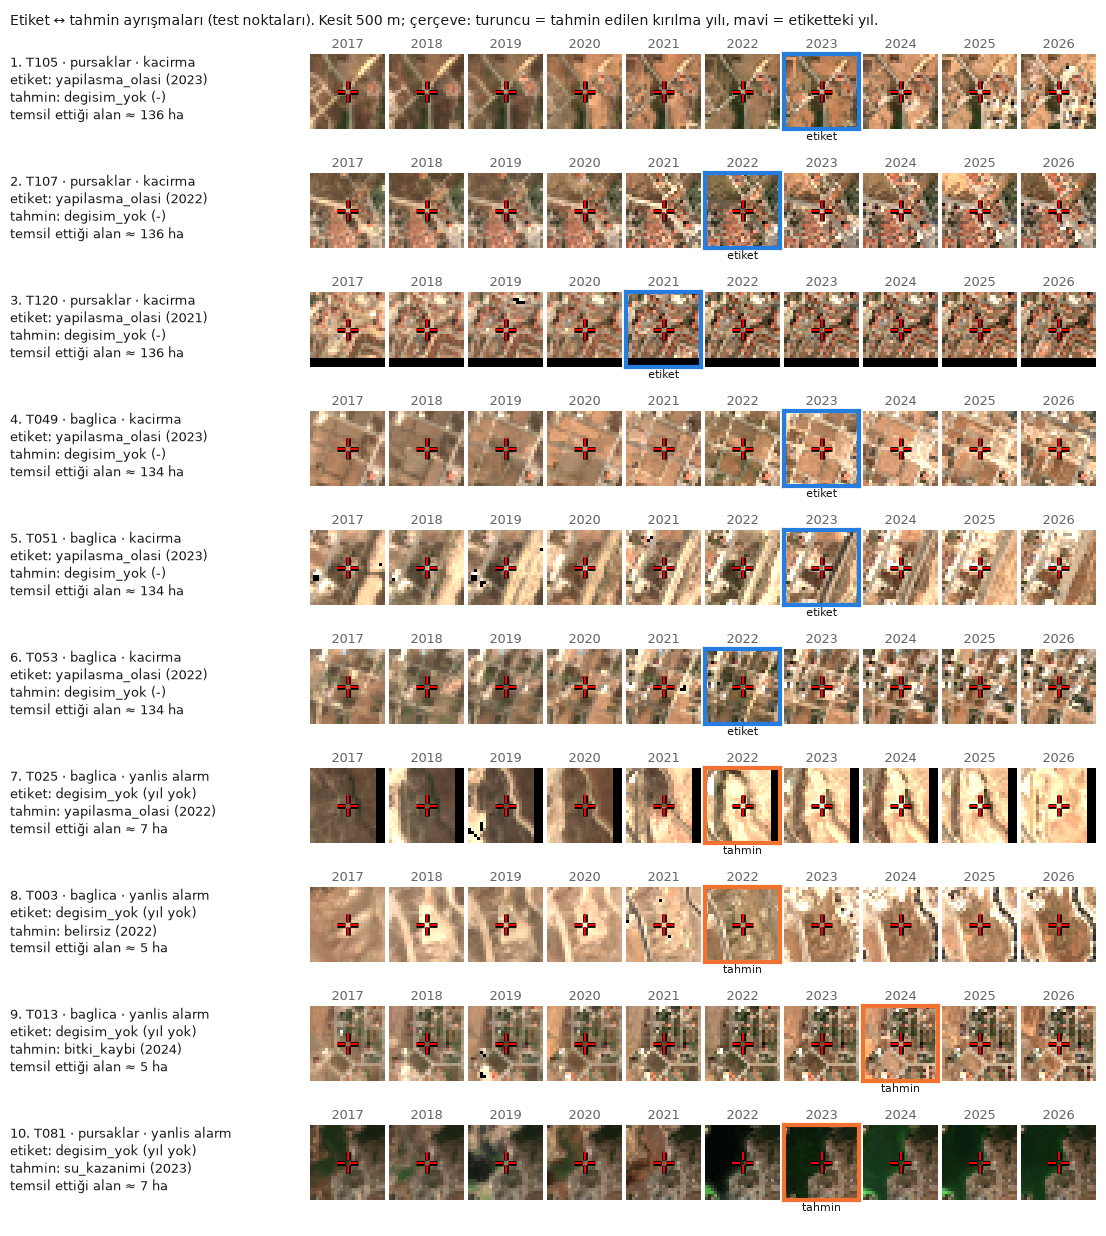 Etiket ↔ tahmin ayrışmaları (test noktaları). Kesit 500 m; çerçeve: turuncu = tahmin edilen kırılma yılı, mavi = etiketteki yıl.
2017 2018 2019 2020 2021 2022 2023 2024 2025 2026
1. T105 · pursaklar · kacirma
etiket: yapilasma_olasi (2023)
tahmin: degisim_yok (-)
temsil ettiği alan ≈ 136 ha
etiket
2017 2018 2019 2020 2021 2022 2023 2024 2025 2026
2. T107 · pursaklar · kacirma
etiket: yapilasma_olasi (2022)
tahmin: degisim_yok (-)
temsil ettiği alan ≈ 136 ha
etiket
2017 2018 2019 2020 2021 2022 2023 2024 2025 2026
3. T120 · pursaklar · kacirma
etiket: yapilasma_olasi (2021)
tahmin: degisim_yok (-)
temsil ettiği alan ≈ 136 ha
etiket
2017 2018 2019 2020 2021 2022 2023 2024 2025 2026
4. T049 · baglica · kacirma
etiket: yapilasma_olasi (2023)
tahmin: degisim_yok (-)
temsil ettiği alan ≈ 134 ha
etiket
2017 2018 2019 2020 2021 2022 2023 2024 2025 2026
5. T051 · baglica · kacirma
etiket: yapilasma_olasi (2023)
tahmin: degisim_yok (-)
temsil ettiği alan ≈ 134 ha
etiket
2017 2018 2019 2020 2021 2022 2023 2024 2025 2026
6. T053 · baglica · kacirma
etiket: yapilasma_olasi (2022)
tahmin: degisim_yok (-)
temsil ettiği alan ≈ 134 ha
etiket
2017 2018 2019 2020 2021 2022 2023 2024 2025 2026
7. T025 · baglica · yanlis alarm
etiket: degisim_yok (yıl yok)
tahmin: yapilasma_olasi (2022)
temsil ettiği alan ≈ 7 ha
tahmin
2017 2018 2019 2020 2021 2022 2023 2024 2025 2026
8. T003 · baglica · yanlis alarm
etiket: degisim_yok (yıl yok)
tahmin: belirsiz (2022)
temsil ettiği alan ≈ 5 ha
tahmin
2017 2018 2019 2020 2021 2022 2023 2024 2025 2026
9. T013 · baglica · yanlis alarm
etiket: degisim_yok (yıl yok)
tahmin: bitki_kaybi (2024)
temsil ettiği alan ≈ 5 ha
tahmin
2017 2018 2019 2020 2021 2022 2023 2024 2025 2026
10. T081 · pursaklar · yanlis alarm
etiket: degisim_yok (yıl yok)
tahmin: su_kazanimi (2023)
temsil ettiği alan ≈ 7 ha
tahmin